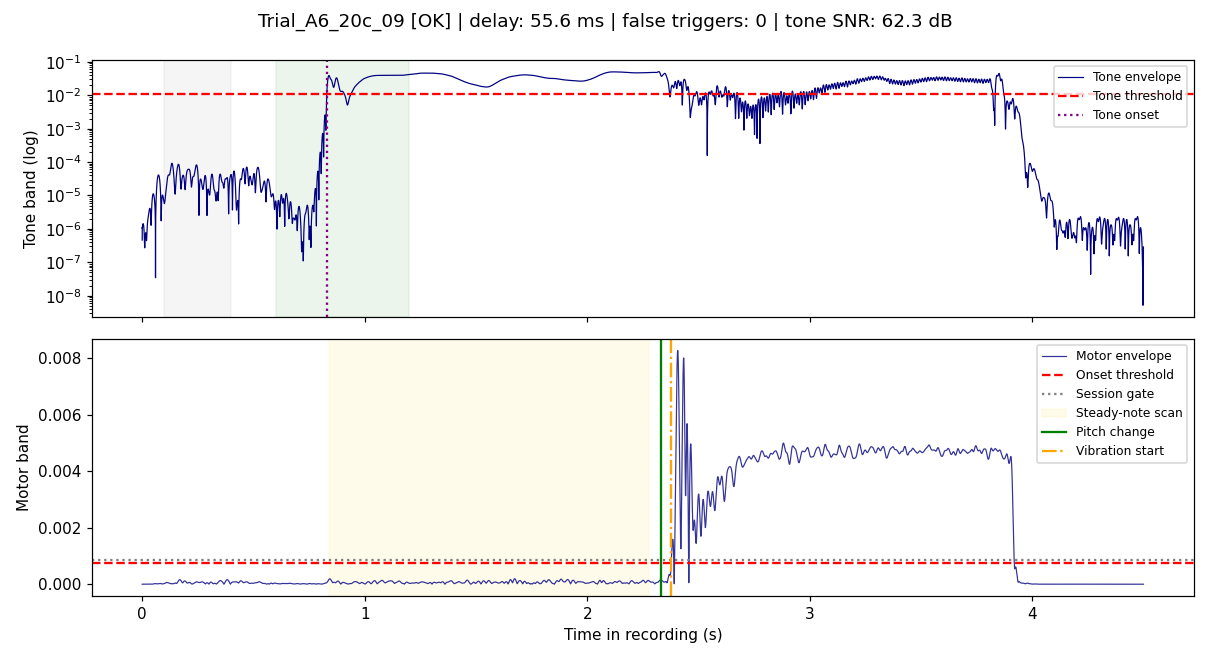 Trial_A6_20c_09 [OK] | delay: 55.6 ms | false triggers: 0 | tone SNR: 62.3 dB
Tone band (log)
10⁻¹
10⁻²
10⁻³
10⁻⁴
10⁻⁵
10⁻⁶
10⁻⁷
10⁻⁸
Tone envelope
Tone threshold
Tone onset
Motor band
0.008
0.006
0.004
0.002
0.000
Motor envelope
Onset threshold
Session gate
Steady-note scan
Pitch change
Vibration start
0 1 2 3 4
Time in recording (s)